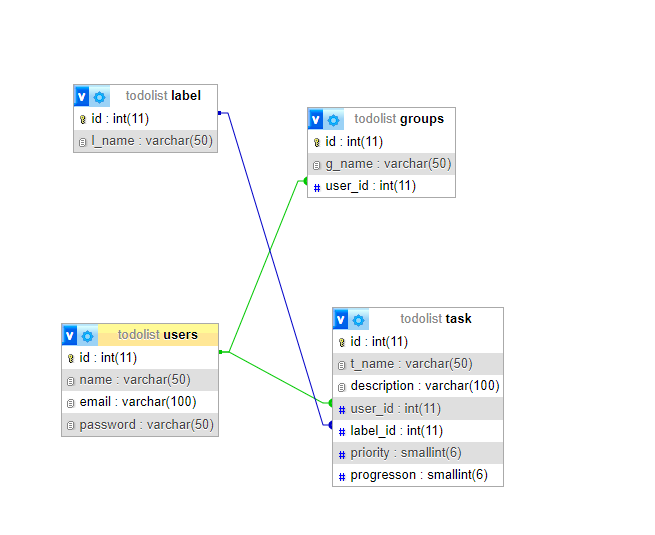 v todolist label
id : int(11)
l_name : varchar(50)
v todolist groups
id : int(11)
g_name : varchar(50)
# user_id : int(11)
v todolist users
id : int(11)
name : varchar(50)
email : varchar(100)
password : varchar(50)
v todolist task
id : int(11)
t_name : varchar(50)
description : varchar(100)
# user_id : int(11)
# label_id : int(11)
# priority : smallint(6)
# progresson : smallint(6)